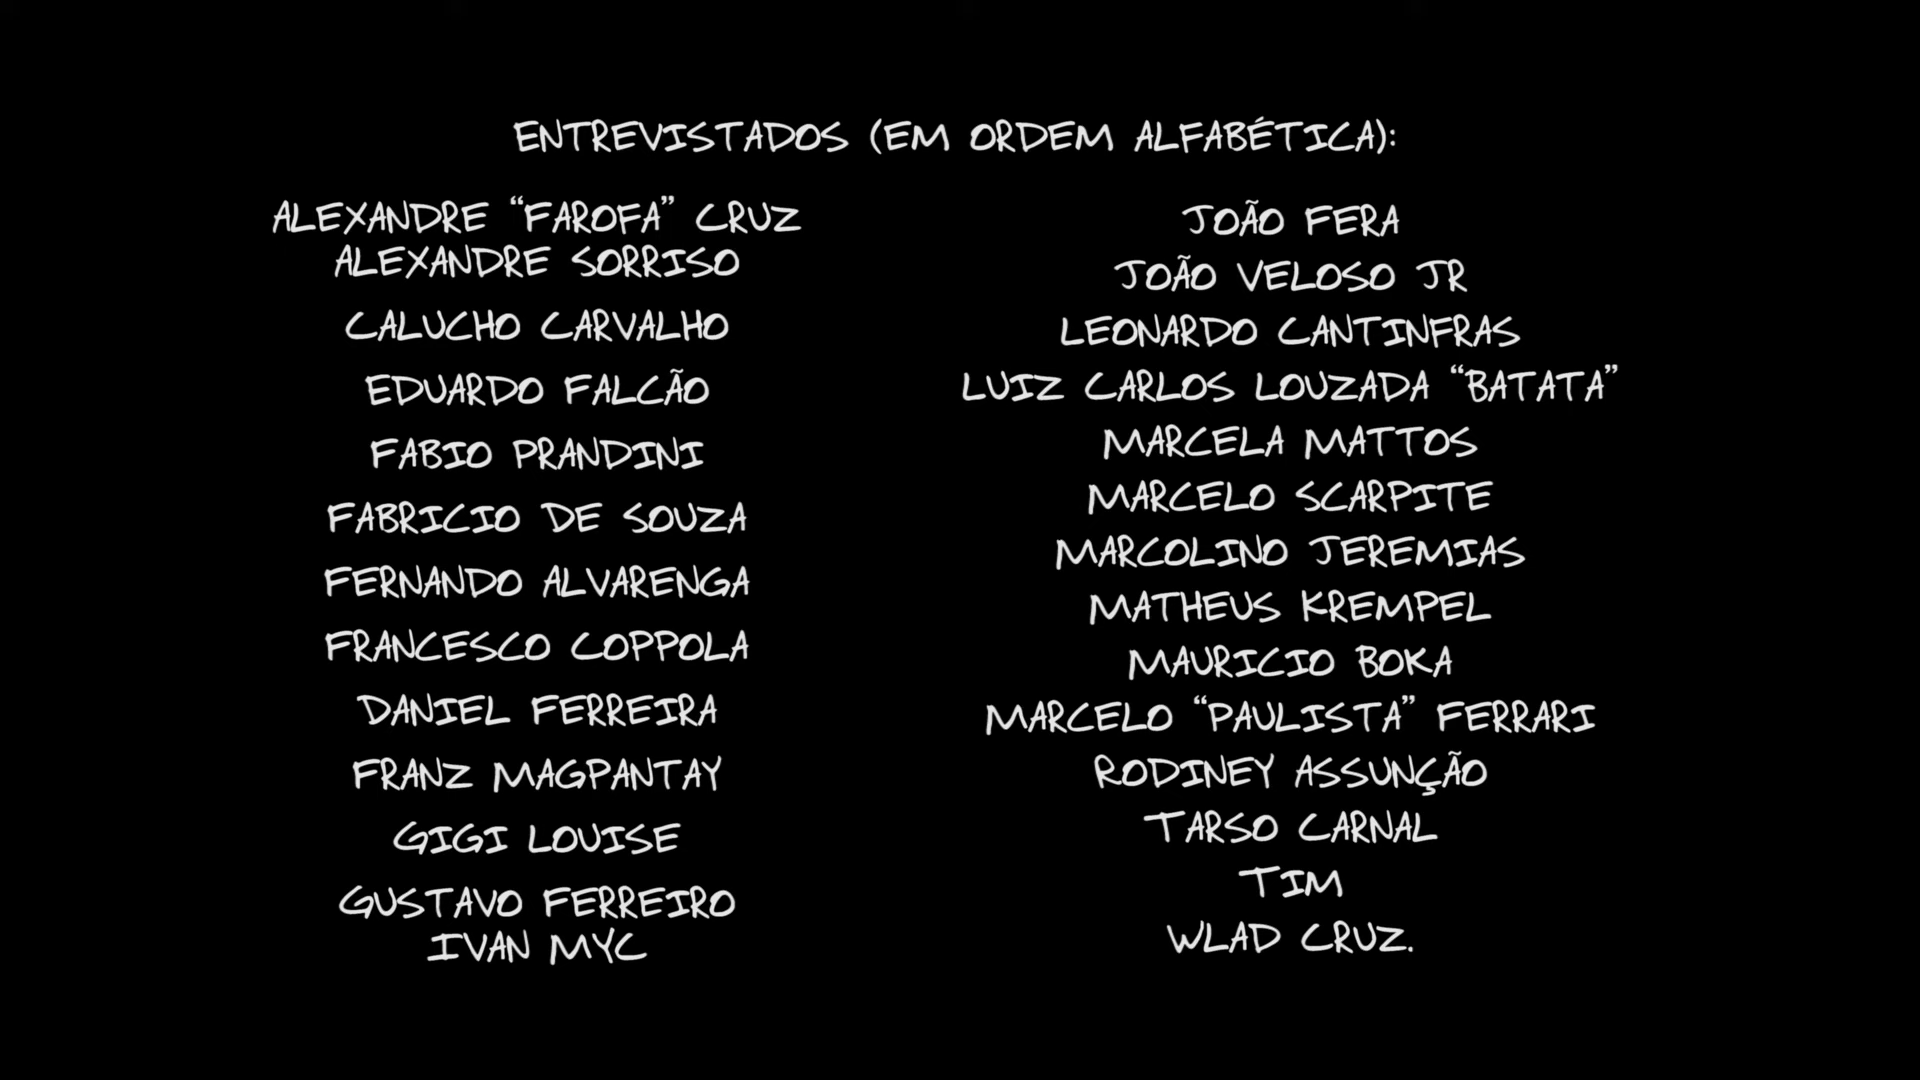 ENTREVISTADOS (EM ORDEM ALFABÉTICA):
ALEXANDRE “FAROFA” CRUZ
ALEXANDRE SORRISO
CALUCHO CARVALHO
EDUARDO FALCÃO
FABIO PRANDINI
FABRICIO DE SOUZA
FERNANDO ALVARENGA
FRANCESCO COPPOLA
DANIEL FERREIRA
FRANZ MAGPANTAY
GIGI LOUISE
GUSTAVO FERREIRO
IVAN MYC
JOÃO FERA
JOÃO VELOSO JR
LEONARDO CANTINFRAS
LUIZ CARLOS LOUZADA “BATATA”
MARCELA MATTOS
MARCELO SCARPITE
MARCOLINO JEREMIAS
MATHEUS KREMPEL
MAURICIO BOKA
MARCELO “PAULISTA” FERRARI
RODINEY ASSUNÇÃO
TARSO CARNAL
TIM
WLAD CRUZ.